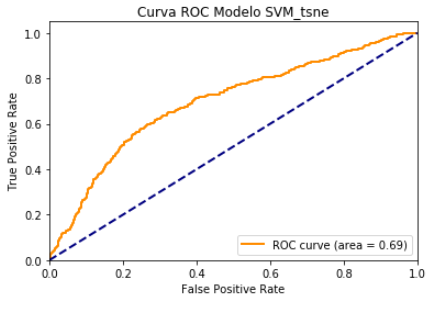 Curva ROC Modelo SVM_tsne
1.0
0.8
0.6
0.4
0.2
0.0
True Positive Rate
ROC curve (area = 0.69)
0.0 0.2 0.4 0.6 0.8 1.0
False Positive Rate